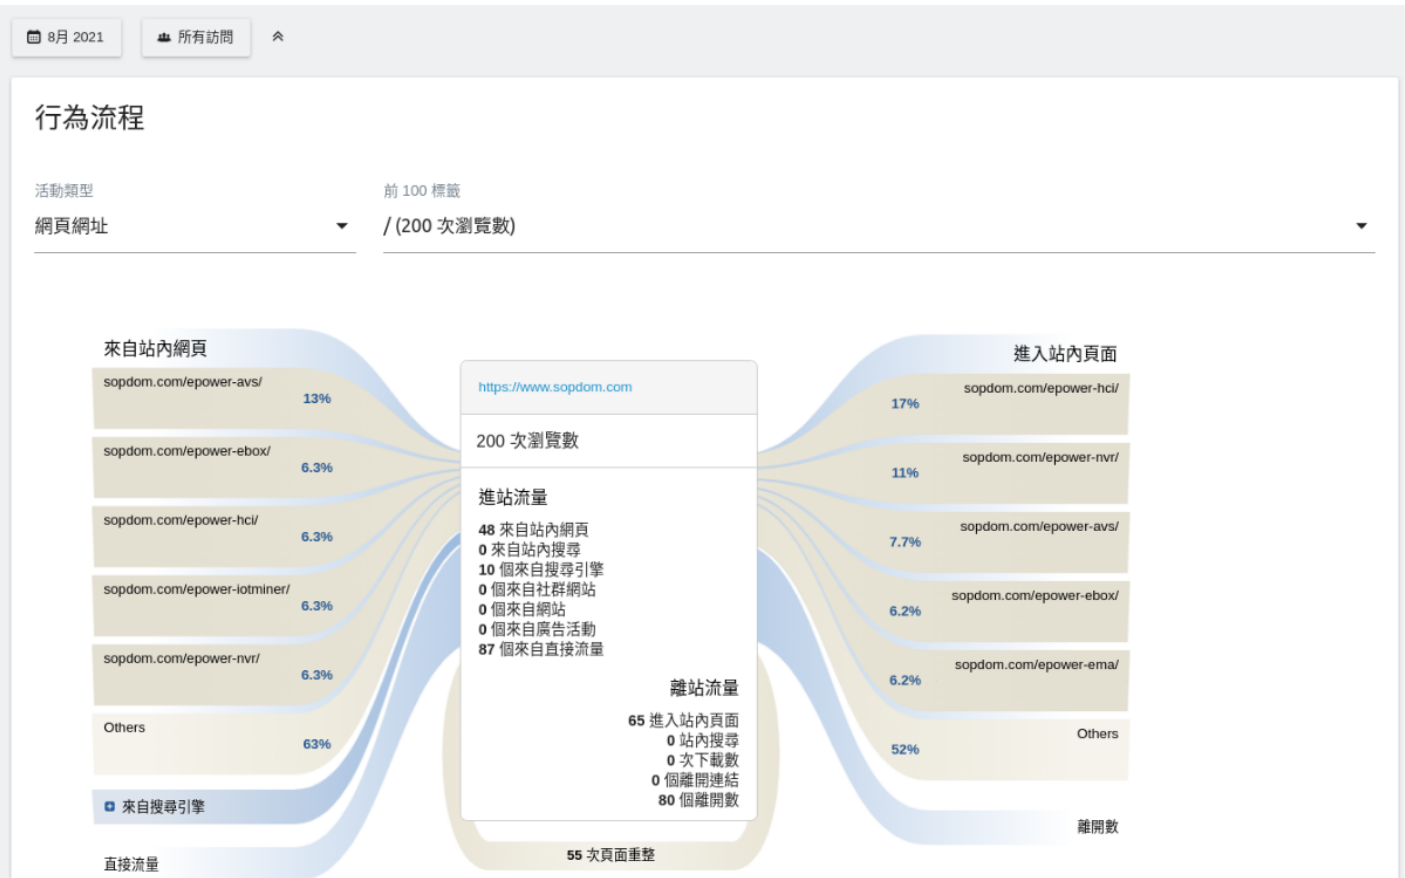 8月 2021
所有訪問
行為流程
活動類型
前 100 標籤
網頁網址
/ (200 次瀏覽數)
來自站內網頁
sopdom.com/epower-avs/
13%
sopdom.com/epower-ebox/
6.3%
sopdom.com/epower-hci/
6.3%
sopdom.com/epower-iotminer/
6.3%
sopdom.com/epower-nvr/
6.3%
Others
63%
來自搜尋引擎
直接流量
https://www.sopdom.com
200 次瀏覽數
進站流量
48 來自站內網頁
0 來自站內搜尋
10 個來自搜尋引擎
0 個來自社群網站
0 個來自網站
0 個來自廣告活動
87 個來自直接流量
離站流量
65 進入站內頁面
0 站內搜尋
0 次下載數
0 個離開連結
80 個離開數
55 次頁面重整
進入站內頁面
sopdom.com/epower-hci/
17%
sopdom.com/epower-nvr/
11%
sopdom.com/epower-avs/
7.7%
sopdom.com/epower-ebox/
6.2%
sopdom.com/epower-ema/
6.2%
Others
52%
離開數